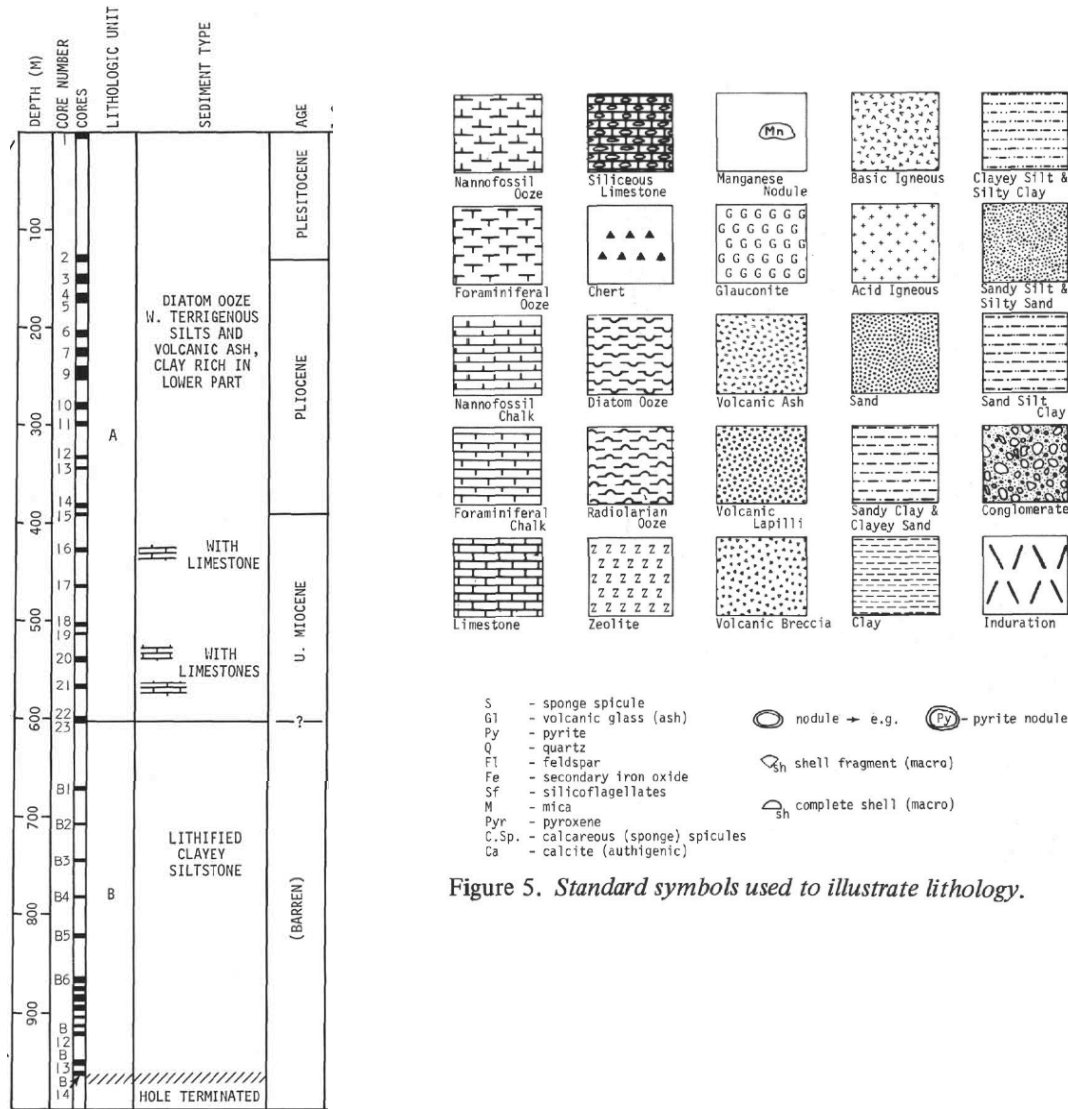 DEPTH (M)
CORE NUMBER
CORES
LITHOLOGIC UNIT
SEDIMENT TYPE
AGE
100
200
300
400
500
600
700
800
900
1
2
3
4
5
6
7
9
10
11
12
13
14
15
16
17
18
19
20
21
22
23
B1
B2
B3
B4
B5
B6
B
12
B
13
B
14
A
B
DIATOM OOZE
W. TERRIGENOUS
SILTS AND
VOLCANIC ASH,
CLAY RICH IN
LOWER PART
WITH
LIMESTONE
WITH
LIMESTONES
LITHIFIED
CLAYEY
SILTSTONE
HOLE TERMINATED
PLESITOCENE
PLIOCENE
U. MIOCENE
?
(BARREN)
Nannofossil
Ooze
Siliceous
Limestone
Mn
Manganese
Nodule
Basic Igneous
Clayey Silt &
Silty Clay
Foraminiferal
Ooze
Chert
G G G G G G
G G G G G G
G G G G G G
G G G G G G
G G G G G G
Glauconite
Acid Igneous
Sandy Silt &
Silty Sand
Nannofossil
Chalk
Diatom Ooze
Volcanic Ash
Sand
Sand Silt
Clay
Foraminiferal
Chalk
Radiolarian
Ooze
Volcanic
Lapilli
Sandy Clay &
Clayey Sand
Conglomerate
Limestone
Z Z Z Z Z Z
Z Z Z Z Z Z
Z Z Z Z Z Z
Z Z Z Z Z Z
Z Z Z Z Z Z
Zeolite
Volcanic Breccia
Clay
Induration
S - sponge spicule
Gl - volcanic glass (ash)
Py - pyrite
Q - quartz
Fl - feldspar
Fe - secondary iron oxide
Sf - silicoflagellates
M - mica
Pyr - pyroxene
C.Sp. - calcareous (sponge) spicules
Ca - calcite (authigenic)
nodule → e.g. Py - pyrite nodule
sh shell fragment (macro)
sh complete shell (macro)
Figure 5. Standard symbols used to illustrate lithology.